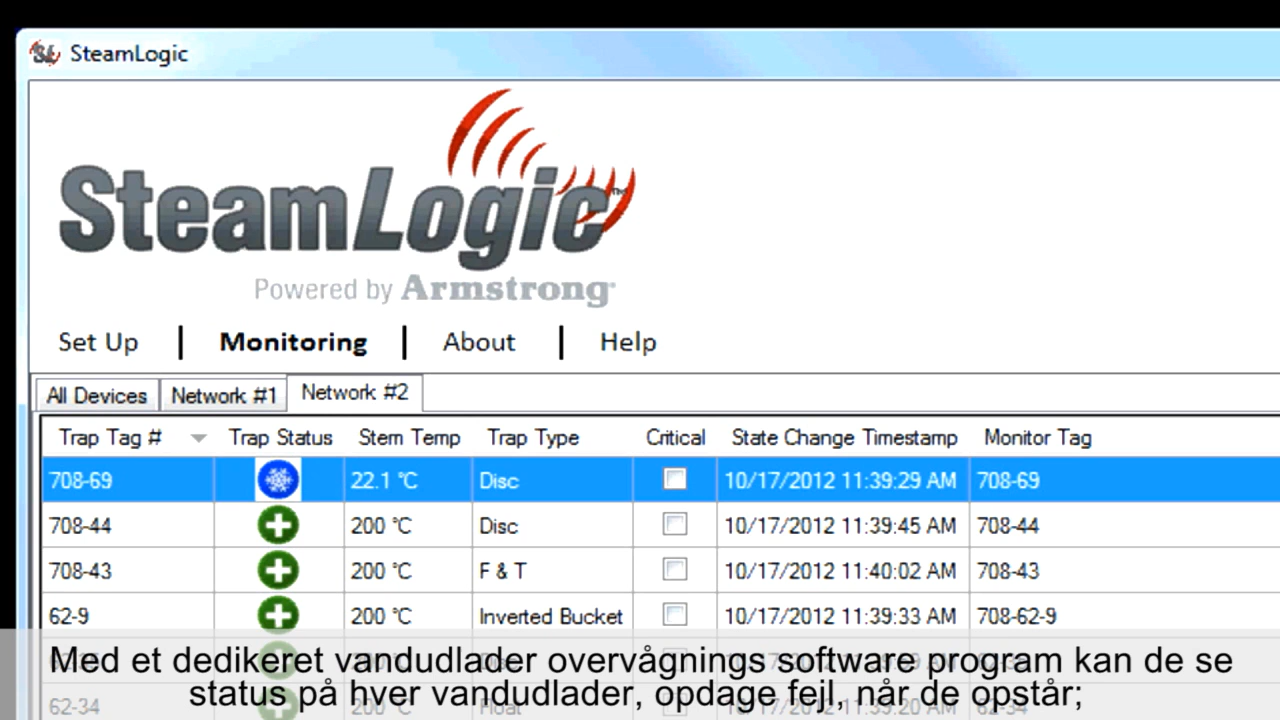 SteamLogic
SteamLogic™
Powered by Armstrong®
Set Up | Monitoring | About | Help
All Devices Network #1 Network #2
Trap Tag # Trap Status Stem Temp Trap Type Critical State Change Timestamp Monitor Tag
708-69 22.1 °C Disc 10/17/2012 11:39:29 AM 708-69
708-44 200 °C Disc 10/17/2012 11:39:45 AM 708-44
708-43 200 °C F & T 10/17/2012 11:40:02 AM 708-43
62-9 200 °C Inverted Bucket 10/17/2012 11:39:33 AM 708-62-9
Med et dedikeret vandudlader overvågnings software program kan de se
status på hver vandudlader, opdage fejl, når de opstår;
62-34 200 °C Float